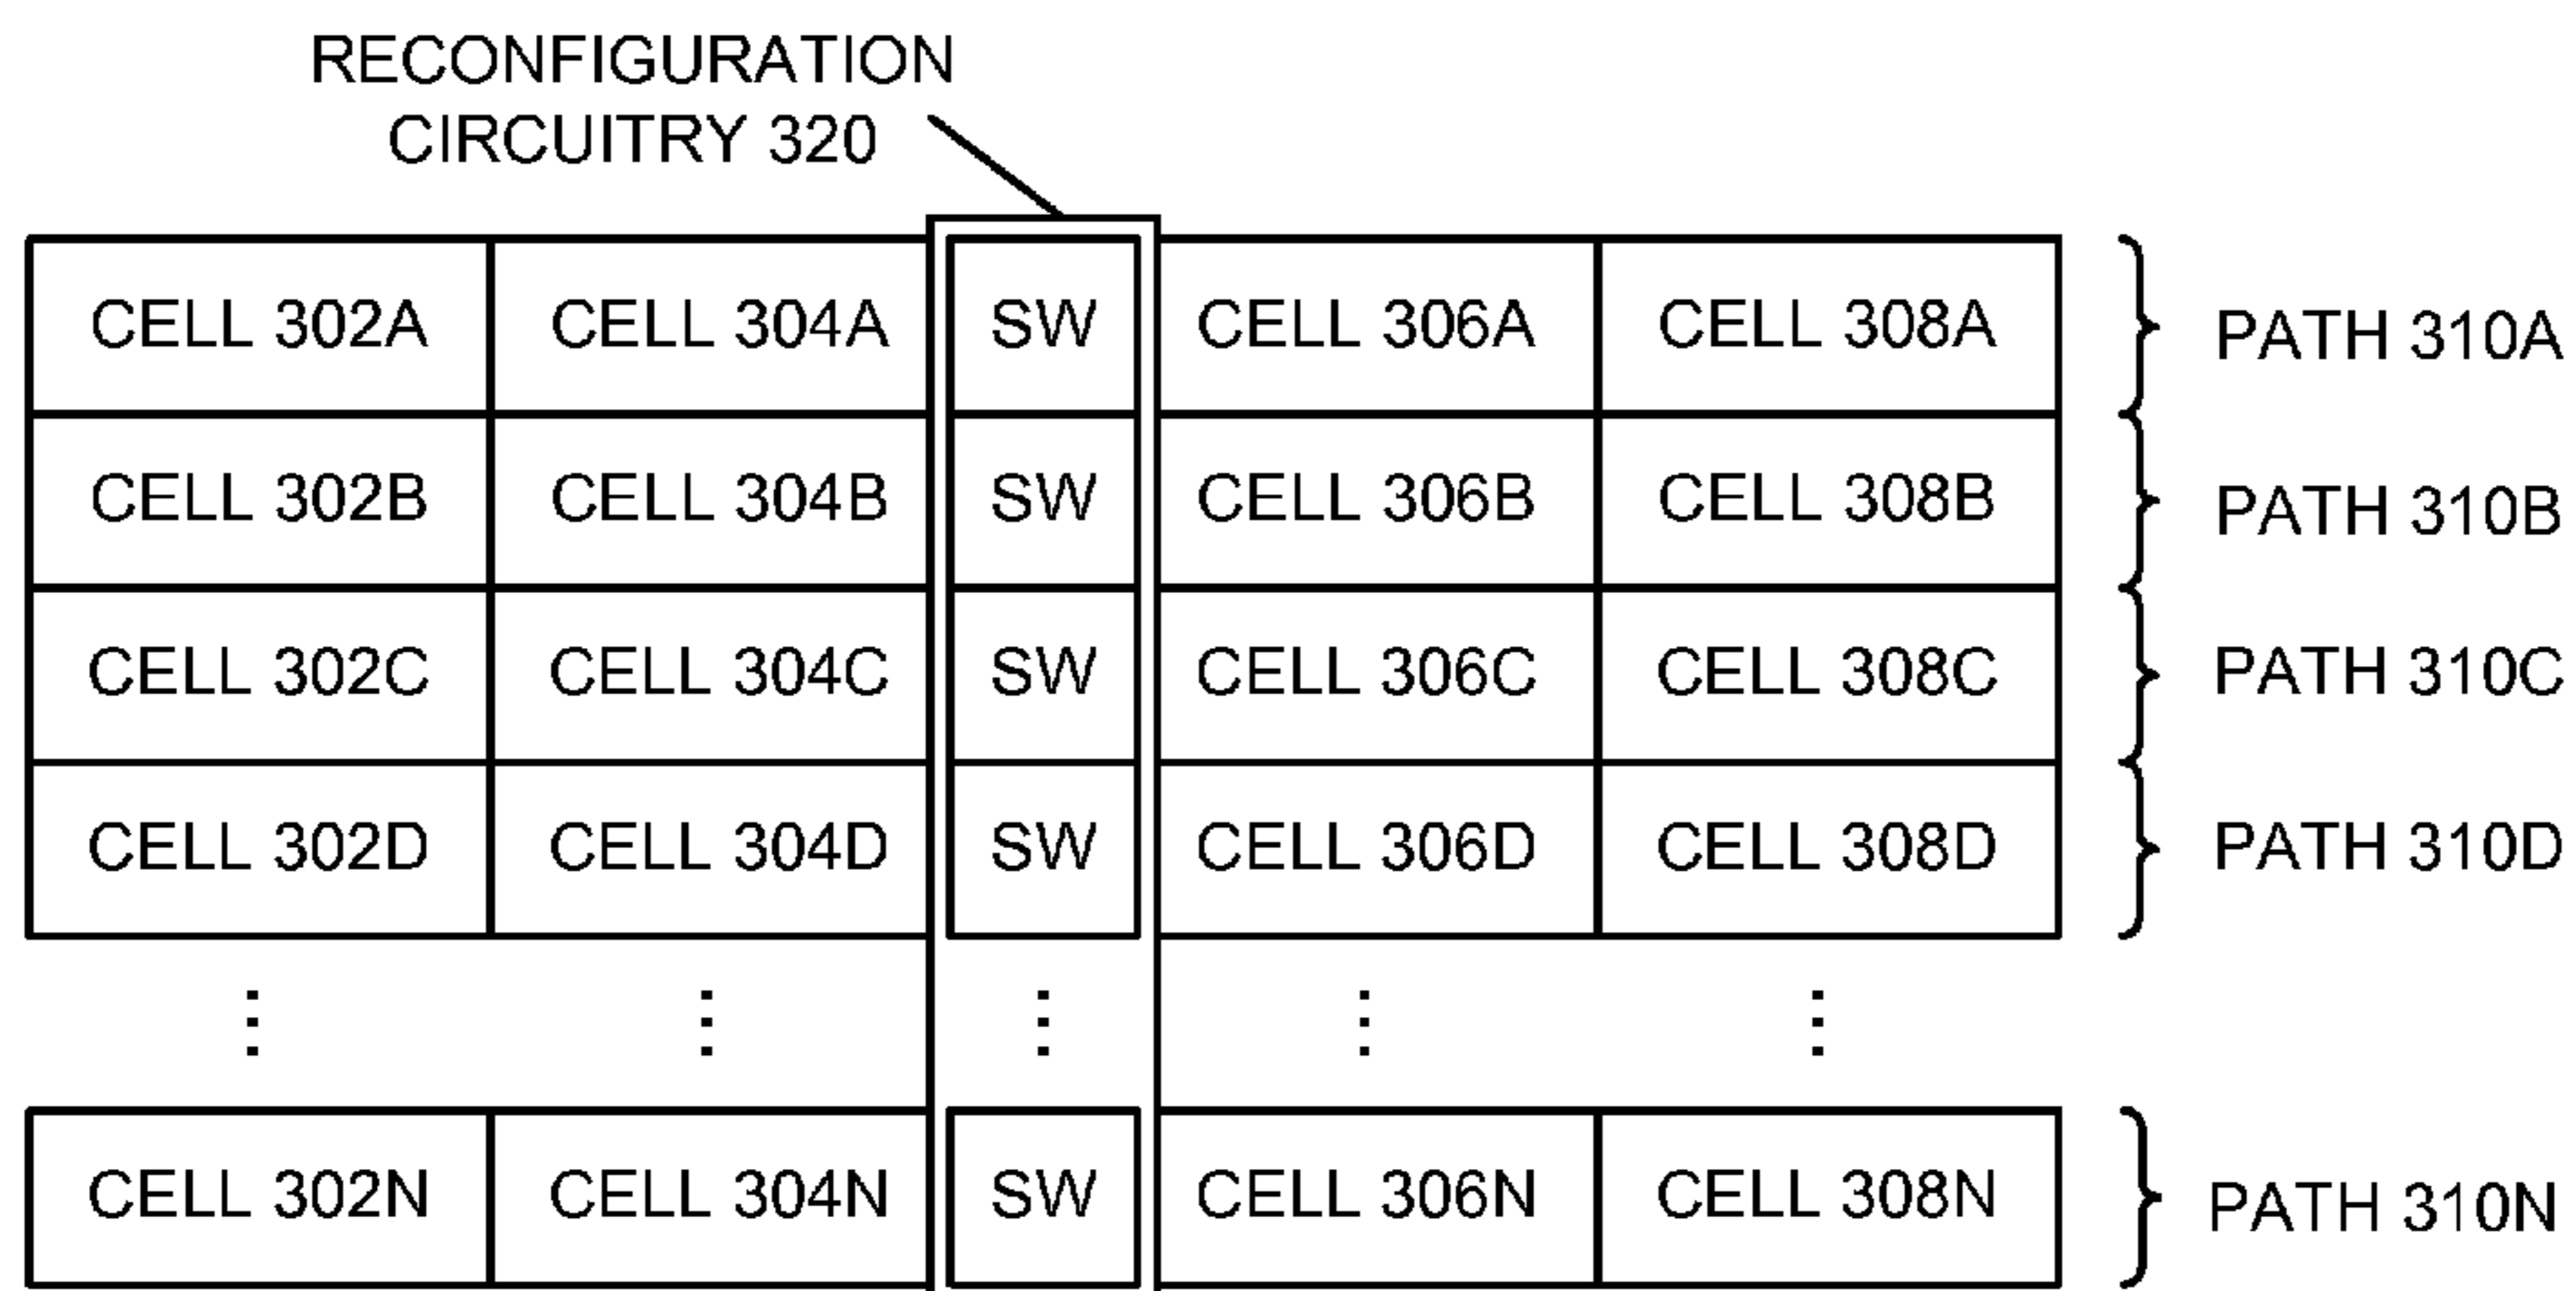 RECONFIGURATION
CIRCUITRY 320
CELL 302A CELL 304A SW CELL 306A CELL 308A PATH 310A
CELL 302B CELL 304B SW CELL 306B CELL 308B PATH 310B
CELL 302C CELL 304C SW CELL 306C CELL 308C PATH 310C
CELL 302D CELL 304D SW CELL 306D CELL 308D PATH 310D
CELL 302N CELL 304N SW CELL 306N CELL 308N PATH 310N